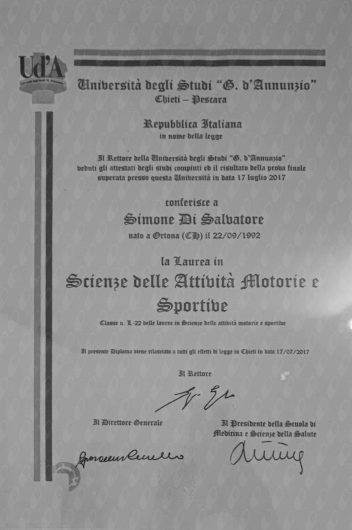 Ud'A
Università degli Studi "G. d'Annunzio"
Chieti – Pescara
Repubblica Italiana
in nome della legge
Il Rettore della Università degli Studi "G. d'Annunzio"
veduti gli attestati degli studi compiuti ed il risultato della prova finale
superata presso questa Università in data 17 luglio 2017
conferisce a
Simone Di Salvatore
nato a Ortona (CH) il 22/09/1992
la Laurea in
Scienze delle Attività Motorie e
Sportive
Classe n. L-22 delle lauree in Scienze delle attività motorie e sportive
Il presente Diploma viene rilasciato a tutti gli effetti di legge in Chieti in data 17/07/2017
Il Rettore
Il Direttore Generale
Il Presidente della Scuola di
Medicina e Scienze della Salute